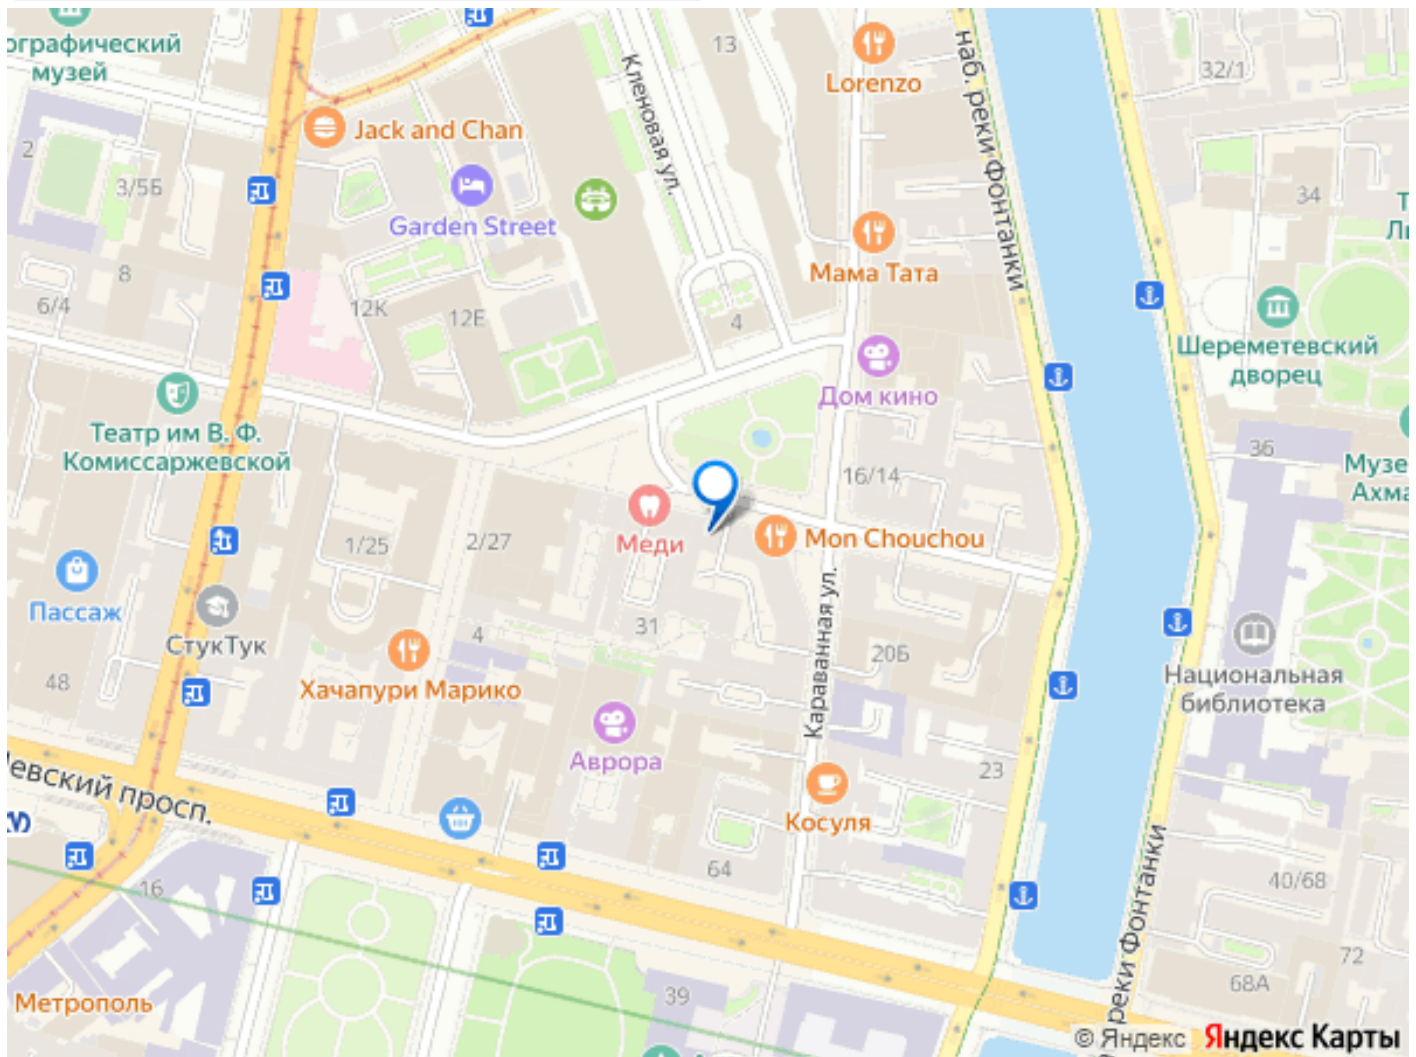 ографический
музей
2
3/5Б
8
6/4
Jack and Chan
Garden Street
12К
12Е
Кленовая ул.
13
Lorenzo
наб. реки Фонтанки
32/1
34
Мама Тата
4
Дом кино
Шереметевский
дворец
Театр им В. Ф.
Комиссаржевской
16/14
36
Музе
Ахма
1/25
2/27
Меди
Mon Chouchou
Пассаж
СтукТук
48
4
31
Хачапури Марико
Караванная ул.
20Б
Национальная
библиотека
Аврора
23
Косуля
Невский просп.
64
16
40/68
72
68А
Метрополь
39
реки Фонтанки
© Яндекс Яндекс Карты